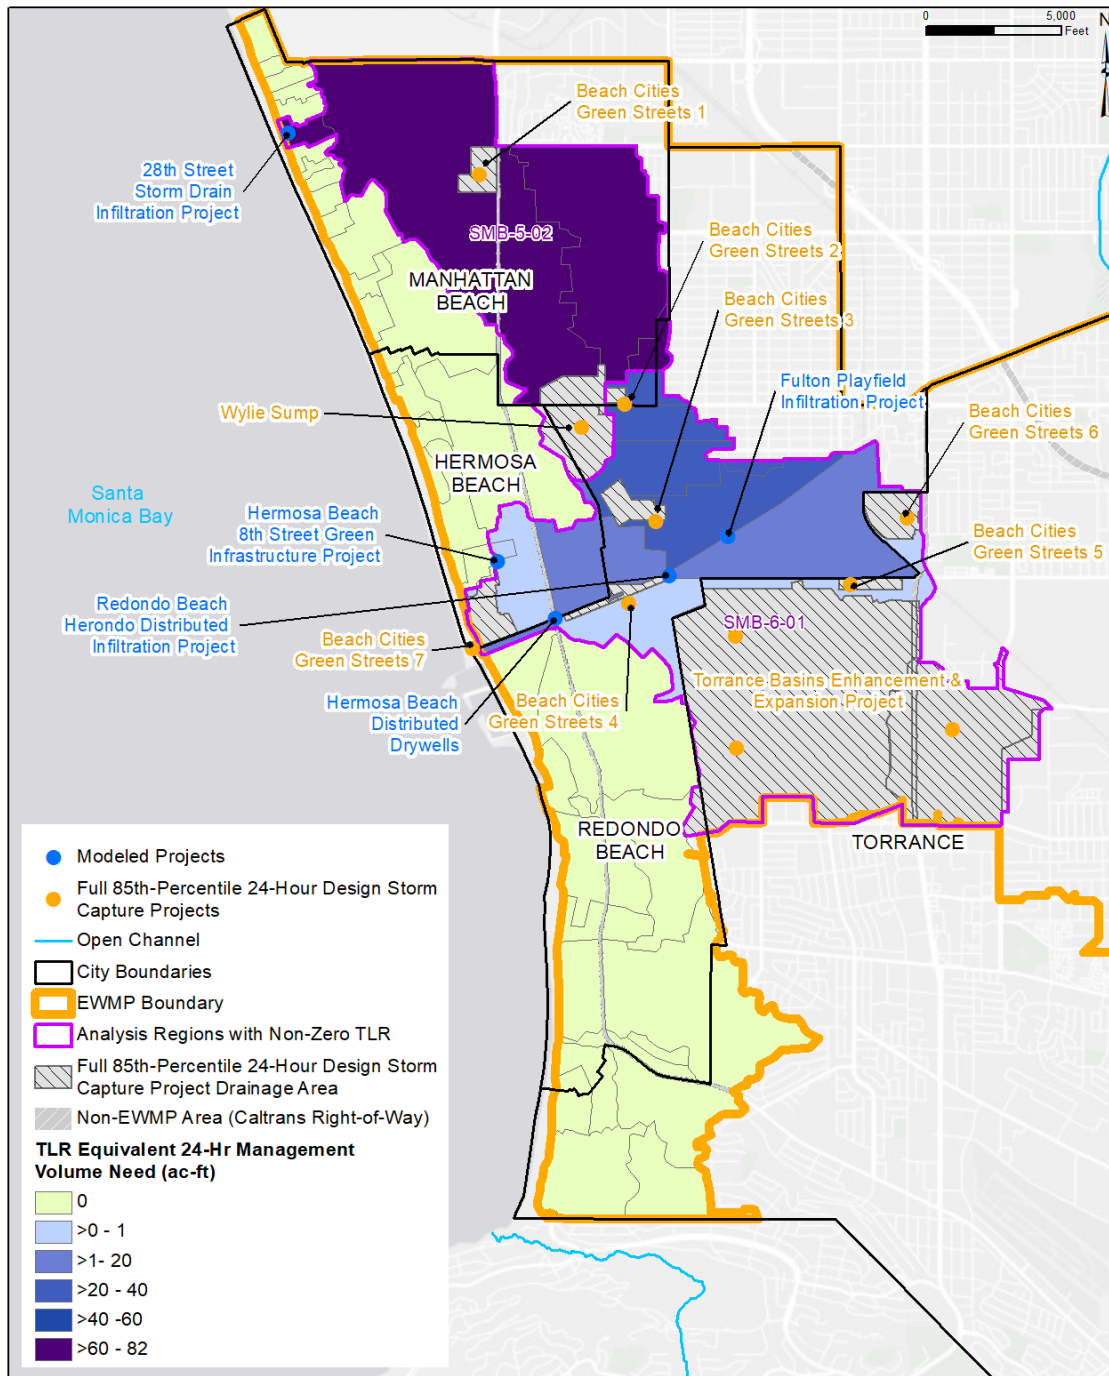 0
5,000
Feet
N
Beach Cities
Green Streets 1
28th Street
Storm Drain
Infiltration Project
SMB-5-02
Beach Cities
Green Streets 2
MANHATTAN
BEACH
Beach Cities
Green Streets 3
Fulton Playfield
Infiltration Project
Wylie Sump
Beach Cities
Green Streets 6
HERMOSA
BEACH
Santa
Monica Bay
Hermosa Beach
8th Street Green
Infrastructure Project
Beach Cities
Green Streets 5
Redondo Beach
Herondo Distributed
Infiltration Project
SMB-6-01
Beach Cities
Green Streets 7
Torrance Basins Enhancement &
Expansion Project
Hermosa Beach
Distributed
Drywells
Beach Cities
Green Streets 4
REDONDO
BEACH
TORRANCE
Modeled Projects
Full 85th-Percentile 24-Hour Design Storm
Capture Projects
Open Channel
City Boundaries
EWMP Boundary
Analysis Regions with Non-Zero TLR
Full 85th-Percentile 24-Hour Design Storm
Capture Project Drainage Area
Non-EWMP Area (Caltrans Right-of-Way)
TLR Equivalent 24-Hr Management
Volume Need (ac-ft)
0
>0 - 1
>1- 20
>20 - 40
>40 -60
>60 - 82